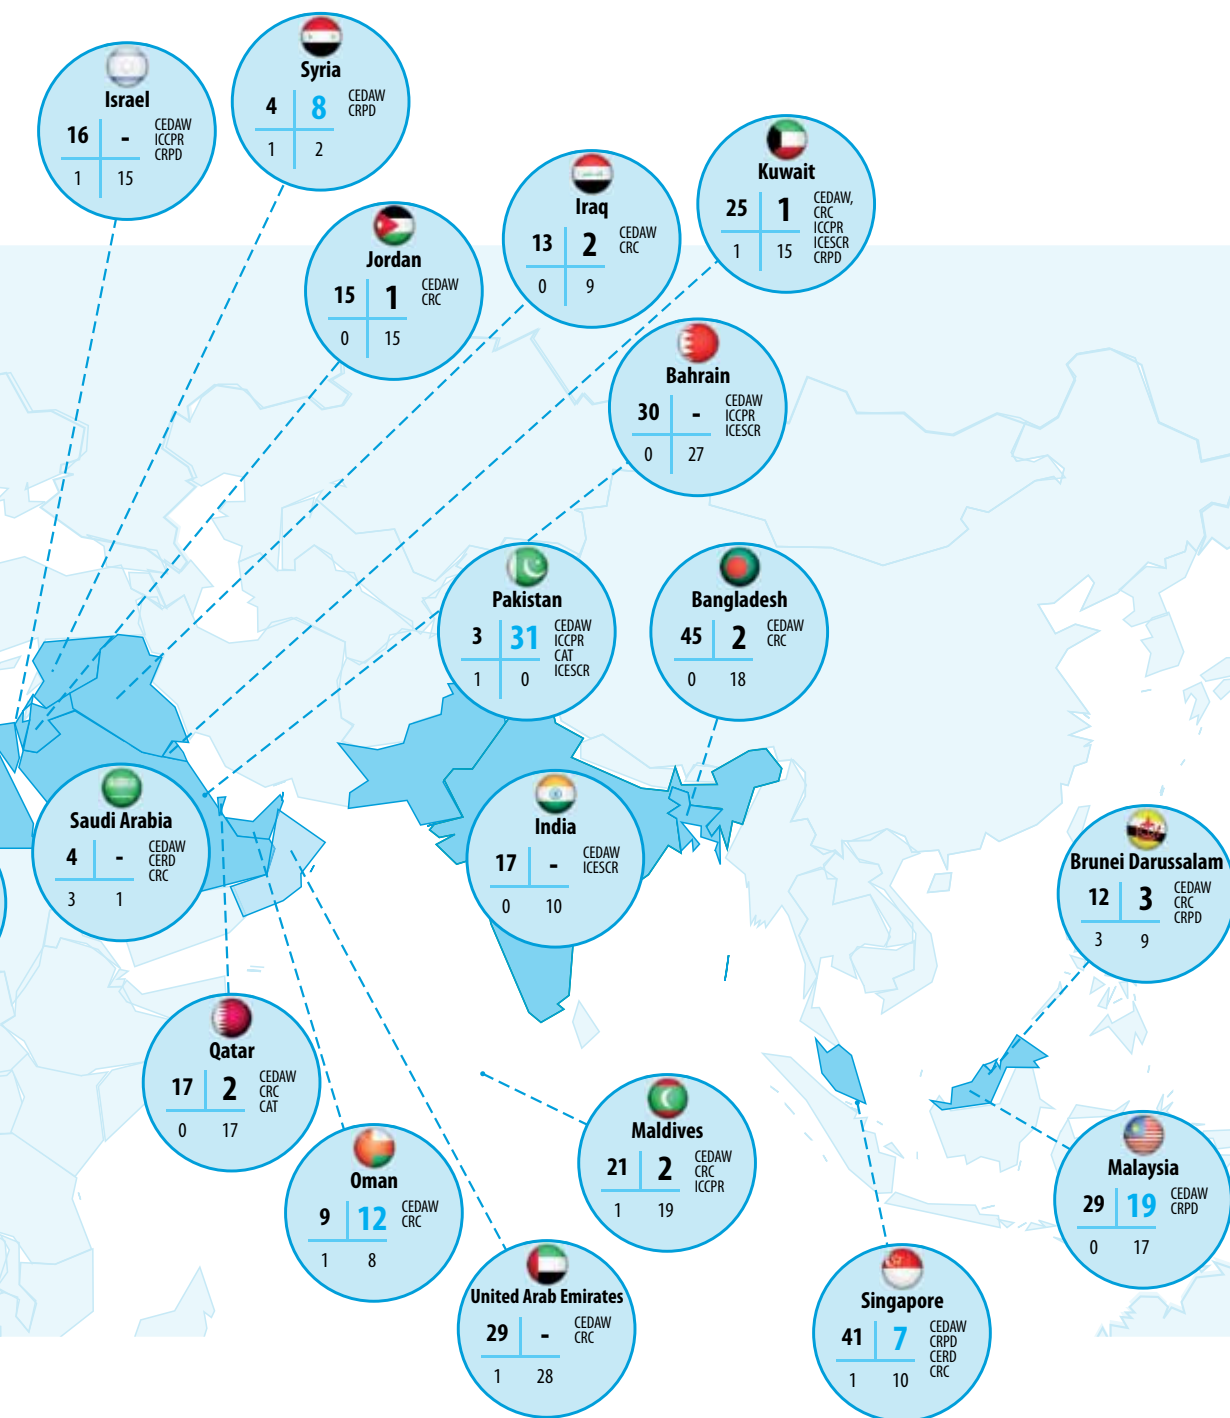 Syria
4 8 CEDAW
CRPD
1 2
Israel
16 - CEDAW
ICCPR
CRPD
1 15
Kuwait
25 1 CEDAW,
CRC
ICCPR
ICESCR
CRPD
1 15
Iraq
13 2 CEDAW
CRC
0 9
Jordan
15 1 CEDAW
CRC
0 15
Bahrain
30 - CEDAW
ICCPR
ICESCR
0 27
Pakistan
3 31 CEDAW
ICCPR
CAT
ICESCR
1 0
Bangladesh
45 2 CEDAW
CRC
0 18
Saudi Arabia
4 - CEDAW
CERD
CRC
3 1
India
17 - CEDAW
ICESCR
0 10
Brunei Darussalam
12 3 CEDAW
CRC
CRPD
3 9
Qatar
17 2 CEDAW
CRC
CAT
0 17
Maldives
21 2 CEDAW
CRC
ICCPR
1 19
Oman
9 12 CEDAW
CRC
1 8
Malaysia
29 19 CEDAW
CRPD
0 17
United Arab Emirates
29 - CEDAW
CRC
1 28
Singapore
41 7 CEDAW
CRPD
CERD
CRC
1 10